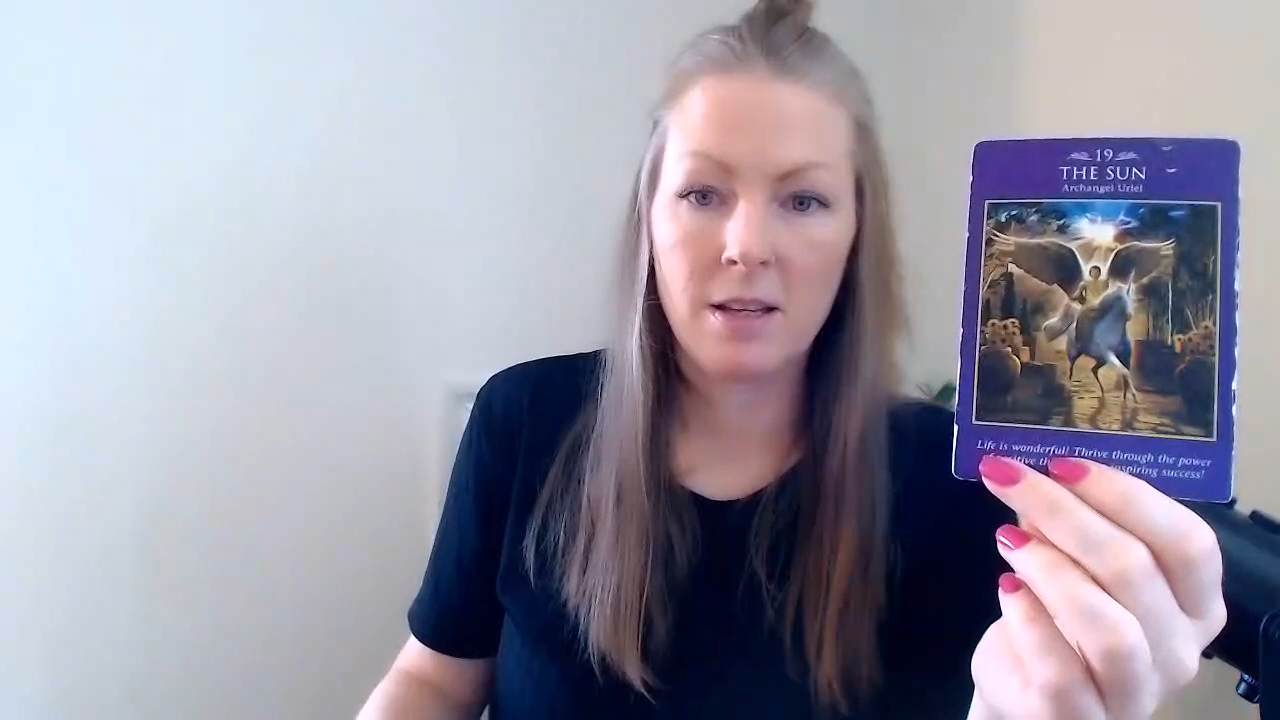 19
THE SUN
Archangel Uriel
Life is wonderful! Thrive through the power
inspiring success!